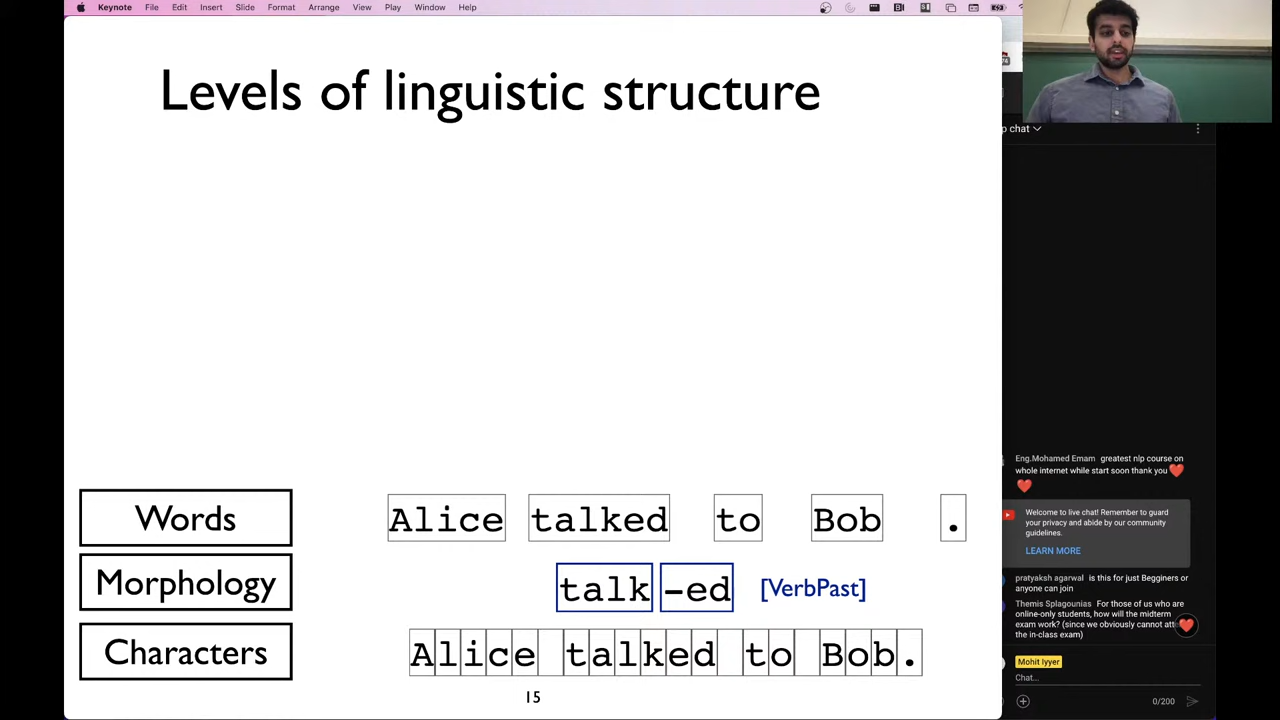 Keynote File Edit Insert Slide Format Arrange View Play Window Help
Levels of linguistic structure
Words
Alice talked to Bob .
Morphology
talk -ed [VerbPast]
Characters
Alice talked to Bob.
15
chat
Eng.Mohamed Emam greatest nlp course on
whole internet while start soon thank you ❤️
❤️
Welcome to live chat! Remember to guard
your privacy and abide by our community
guidelines.
LEARN MORE
pratyaksh agarwal is this for just Begginers or
anyone can join
Themis Splagounias For those of us who are
online-only students, how will the midterm
exam work? (since we obviously cannot
the in-class exam)
Mohit Iyyer
Chat...
0/200